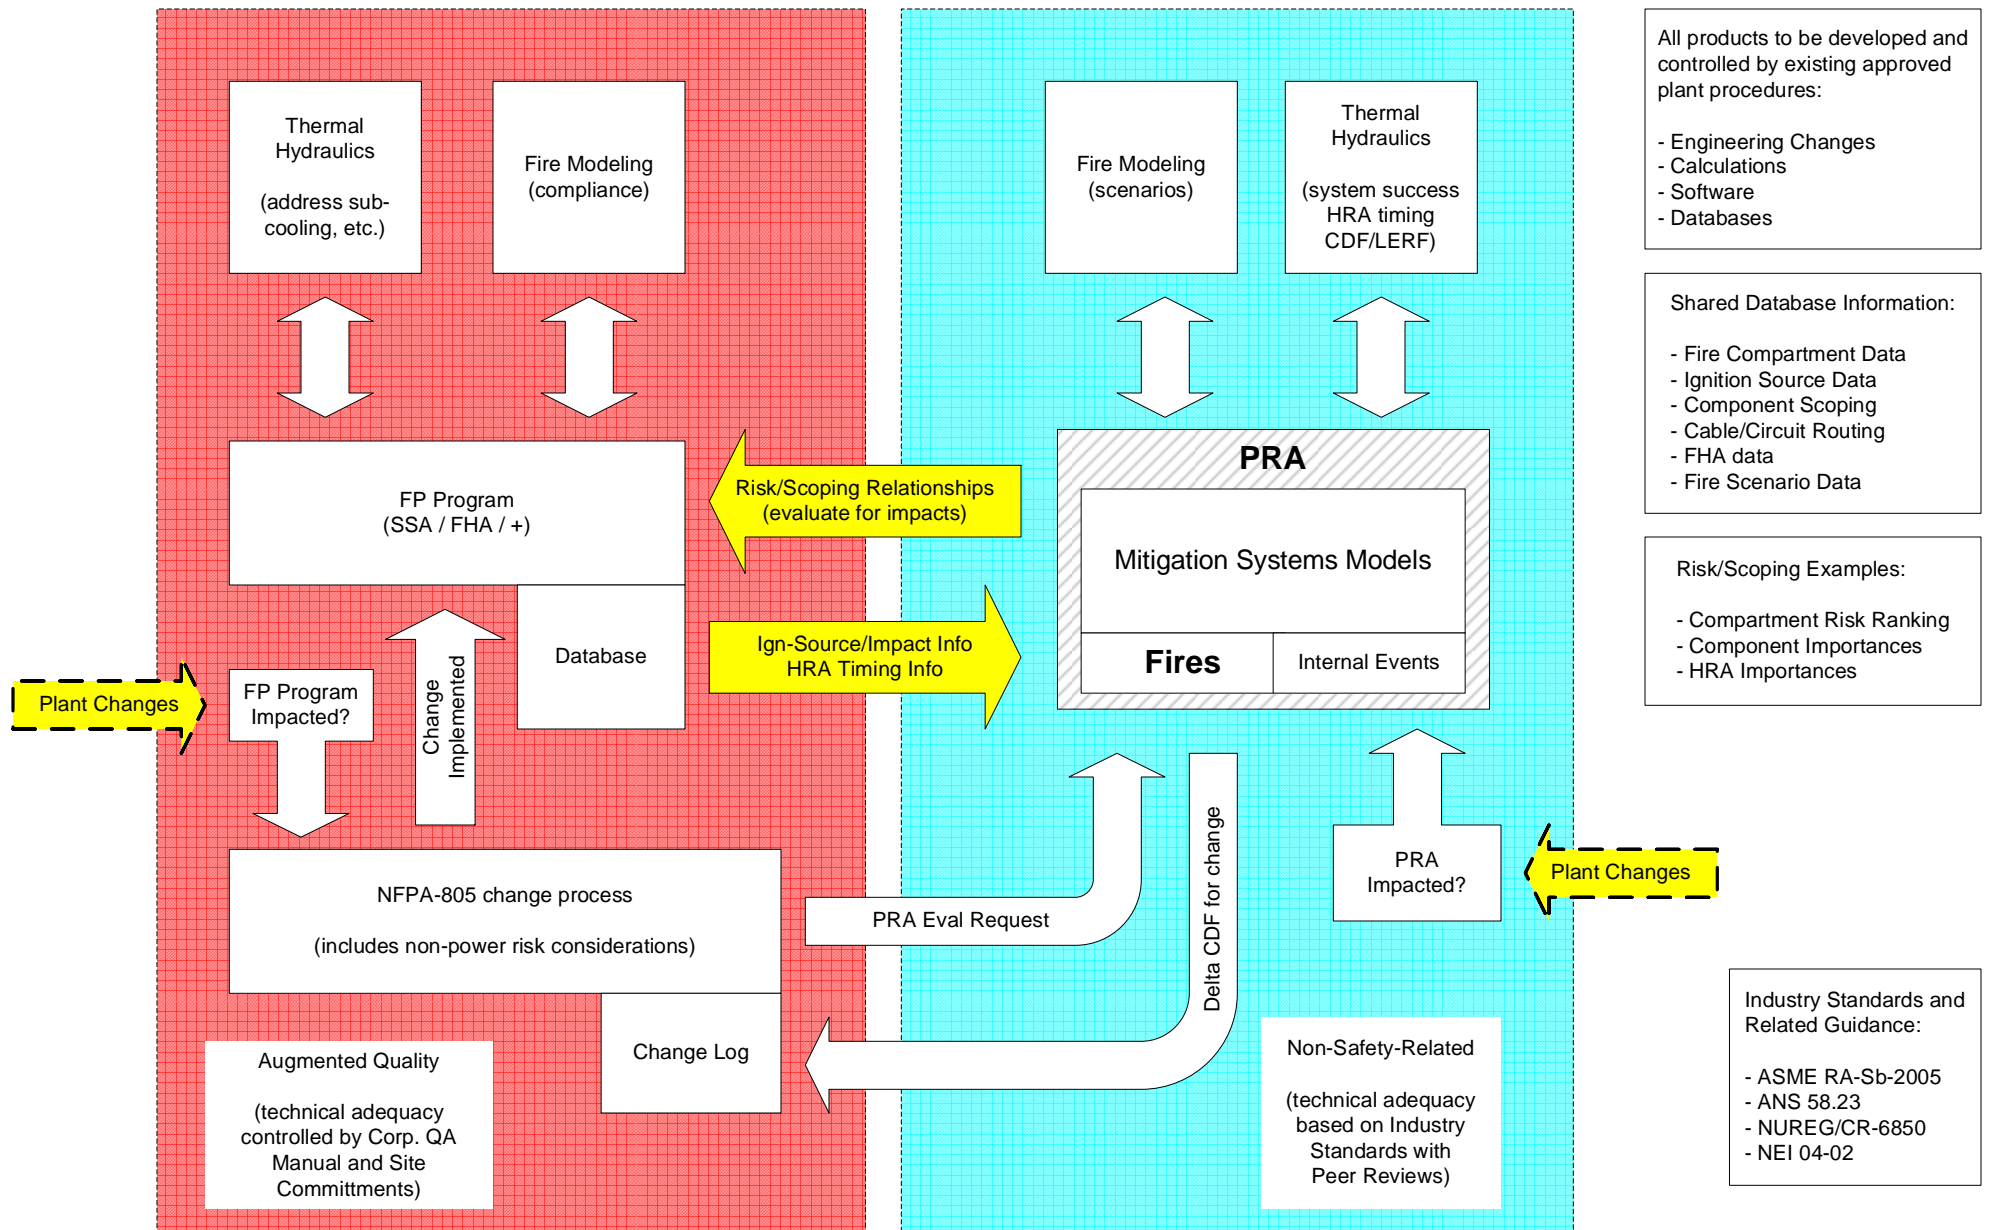 Thermal
Hydraulics
(address sub-
cooling, etc.)
Fire Modeling
(compliance)
Fire Modeling
(scenarios)
Thermal
Hydraulics
(system success
HRA timing
CDF/LERF)
All products to be developed and
controlled by existing approved
plant procedures:
- Engineering Changes
- Calculations
- Software
- Databases
Shared Database Information:
- Fire Compartment Data
- Ignition Source Data
- Component Scoping
- Cable/Circuit Routing
- FHA data
- Fire Scenario Data
FP Program
(SSA / FHA / +)
Risk/Scoping Relationships
(evaluate for impacts)
PRA
Mitigation Systems Models
Fires
Internal Events
Risk/Scoping Examples:
- Compartment Risk Ranking
- Component Importances
- HRA Importances
Database
Ign-Source/Impact Info
HRA Timing Info
Plant Changes
FP Program
Impacted?
Change
Implemented
NFPA-805 change process
(includes non-power risk considerations)
PRA Eval Request
Delta CDF for change
PRA
Impacted?
Plant Changes
Change Log
Augmented Quality
(technical adequacy
controlled by Corp. QA
Manual and Site
Committments)
Non-Safety-Related
(technical adequacy
based on Industry
Standards with
Peer Reviews)
Industry Standards and
Related Guidance:
- ASME RA-Sb-2005
- ANS 58.23
- NUREG/CR-6850
- NEI 04-02